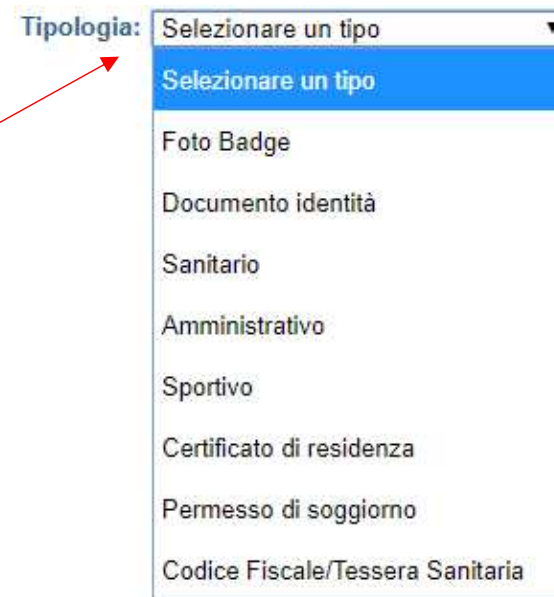 Tipologia: Selezionare un tipo
Selezionare un tipo
Foto Badge
Documento identità
Sanitario
Amministrativo
Sportivo
Certificato di residenza
Permesso di soggiorno
Codice Fiscale/Tessera Sanitaria